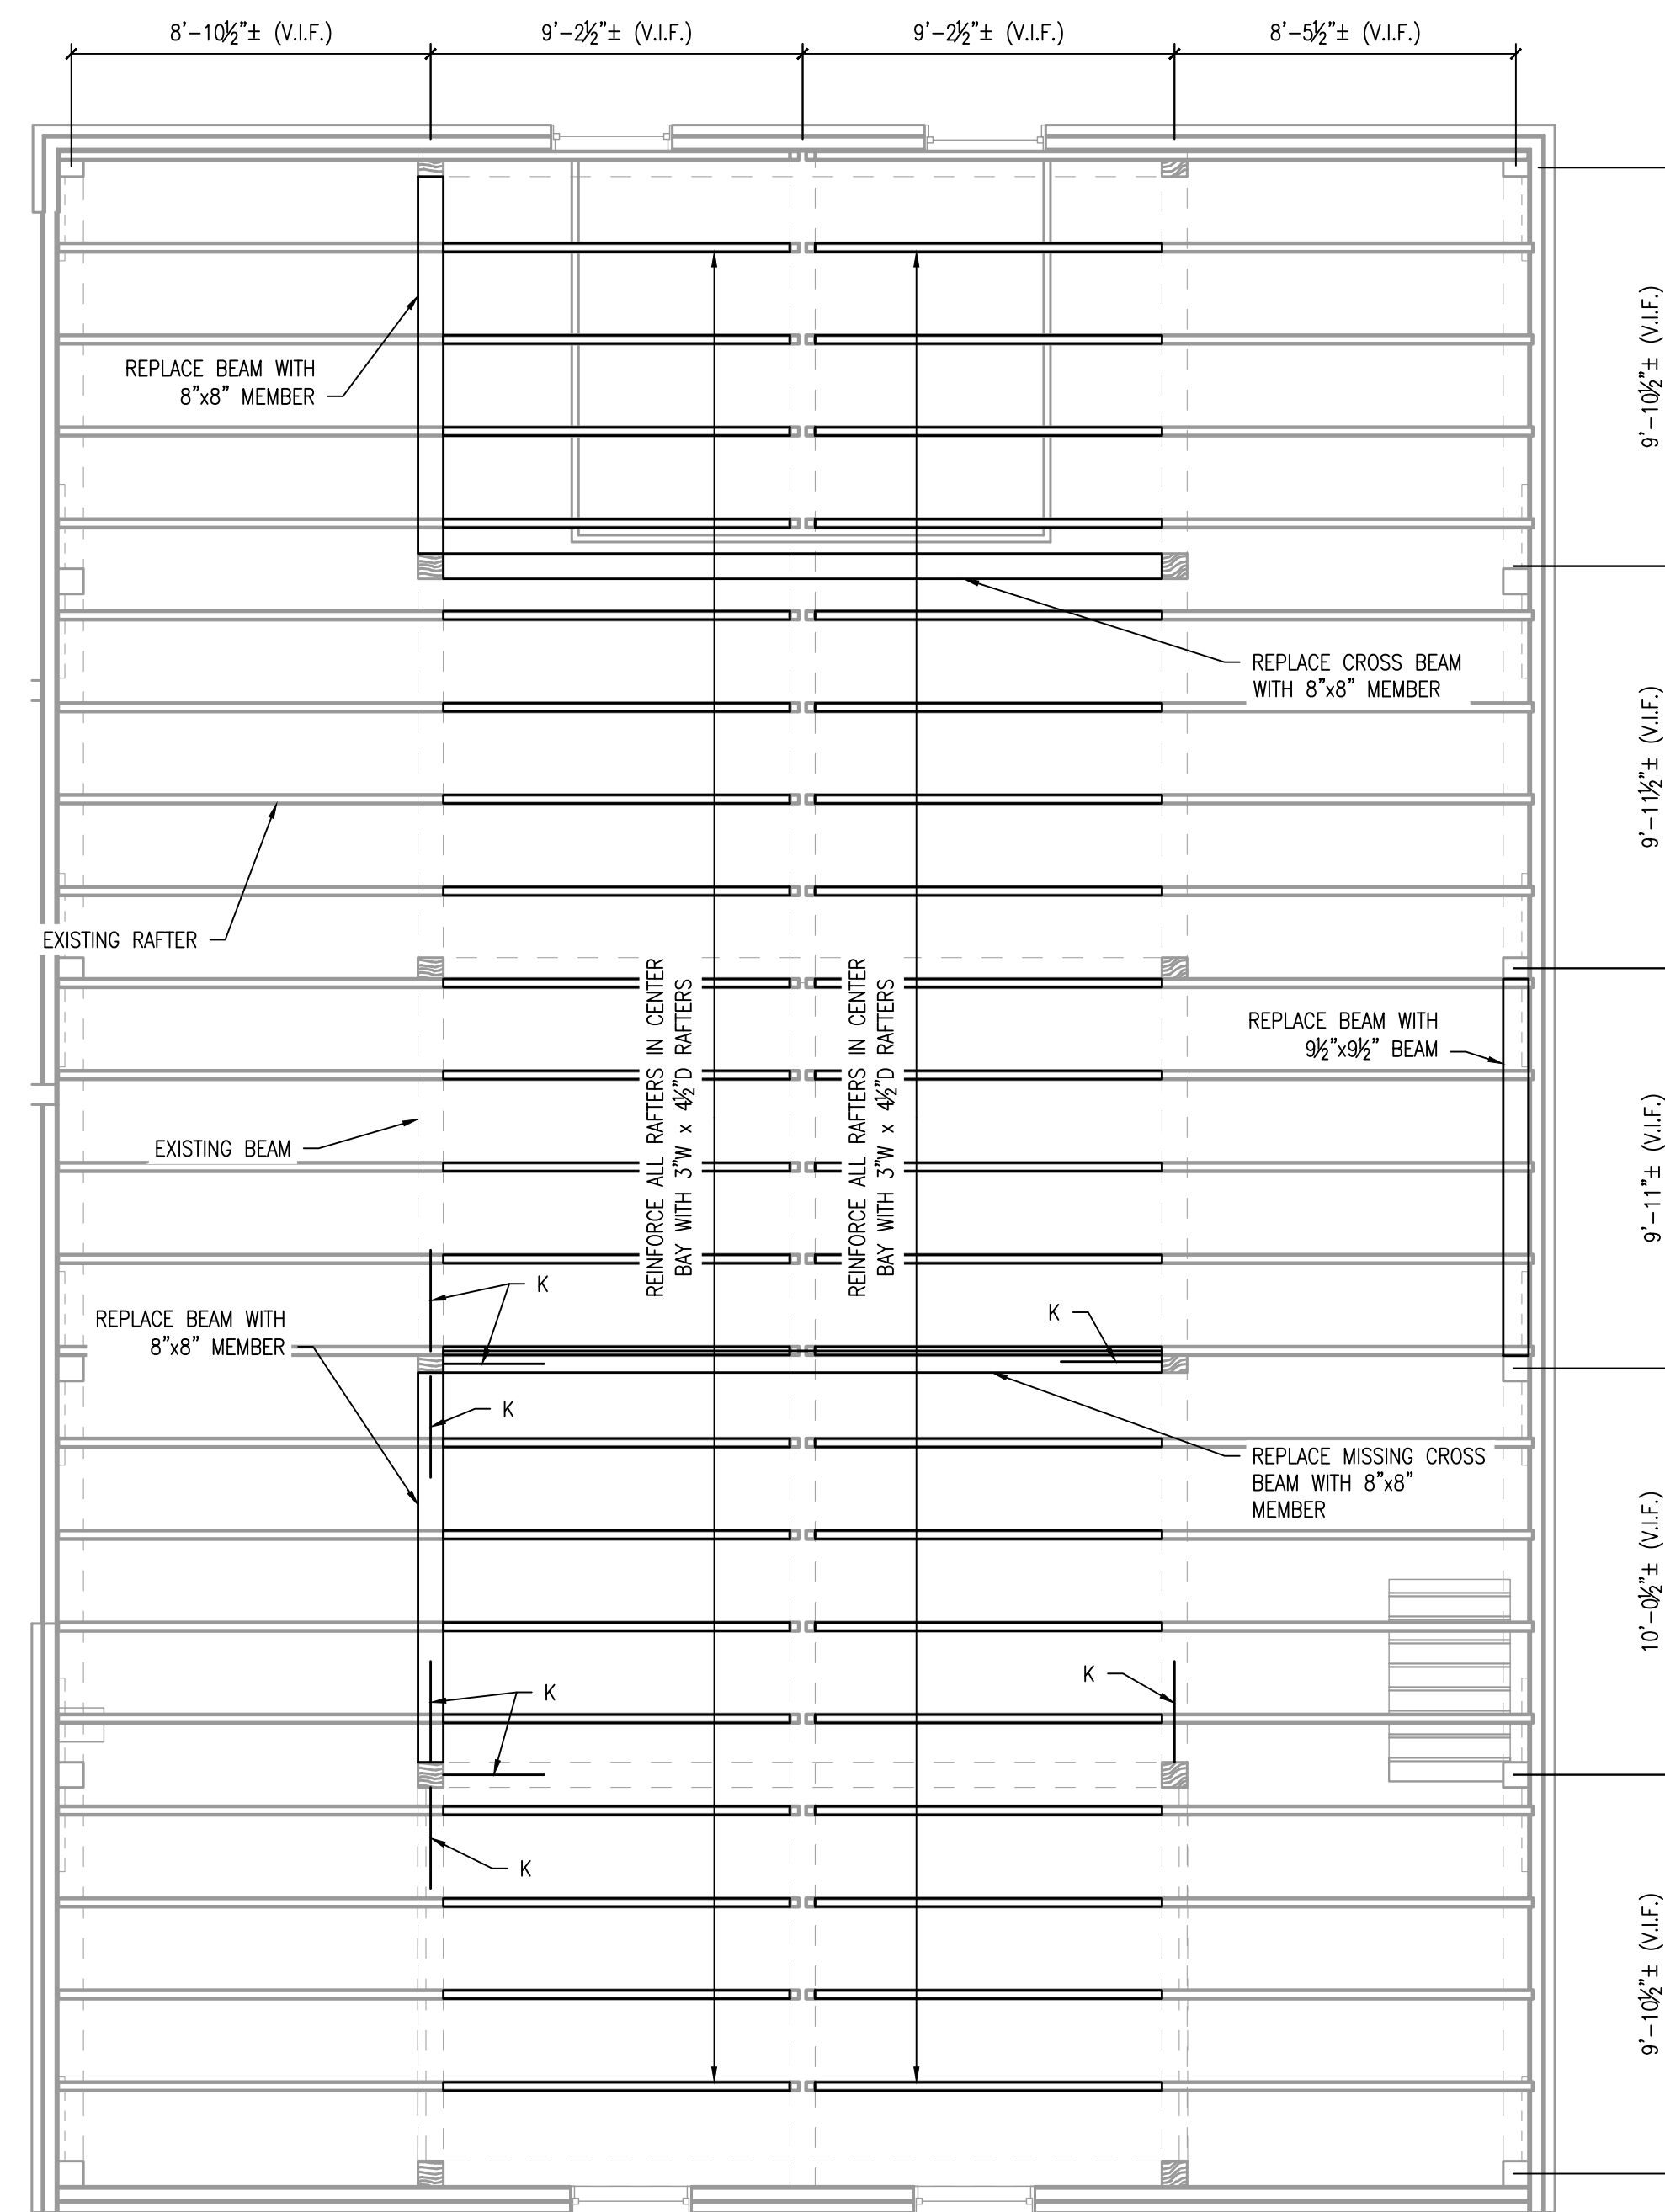 8'-10½"± (V.I.F.)
9'-2½"± (V.I.F.)
9'-2½"± (V.I.F.)
8'-5½"± (V.I.F.)
9'-10½"± (V.I.F.)
REPLACE BEAM WITH
8"x8" MEMBER
REPLACE CROSS BEAM
WITH 8"x8" MEMBER
9'-11½"± (V.I.F.)
EXISTING RAFTER
REINFORCE ALL RAFTERS IN CENTER
BAY WITH 3"W x 4½"D RAFTERS
REINFORCE ALL RAFTERS IN CENTER
BAY WITH 3"W x 4½"D RAFTERS
REPLACE BEAM WITH
9½"x9½" BEAM
EXISTING BEAM
9'-11"± (V.I.F.)
K
K
REPLACE BEAM WITH
8"x8" MEMBER
K
REPLACE MISSING CROSS
BEAM WITH 8"x8"
MEMBER
10'-0½"± (V.I.F.)
K
K
K
9'-10½"± (V.I.F.)